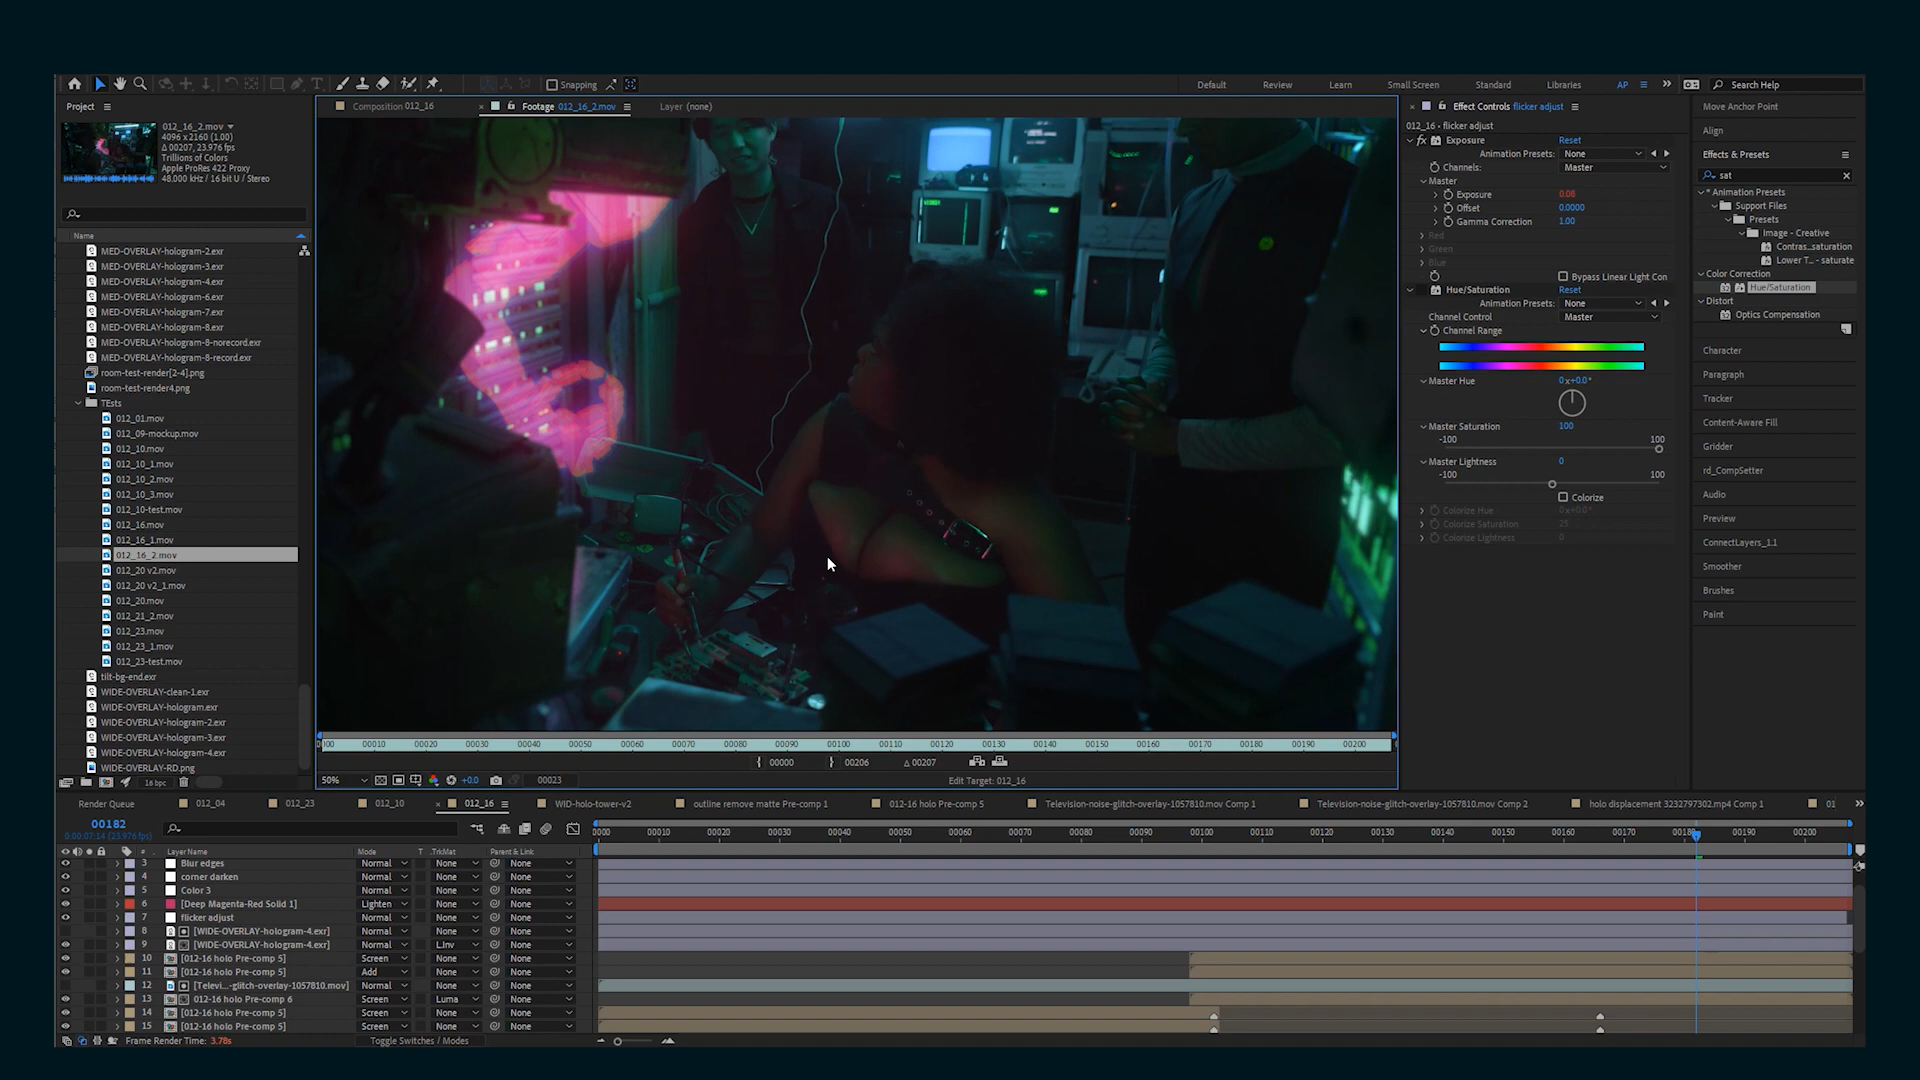 Snapping
Default
Review
Learn
Small Screen
Standard
Libraries
AP
Search Help
Project
012_16_2.mov
4096 x 2160 (1.00)
Δ 00207, 23.976 fps
Trillions of Colors
Apple ProRes 422 Proxy
48.000 kHz / 16 bit U / Stereo
Name
MED-OVERLAY-hologram-2.exr
MED-OVERLAY-hologram-3.exr
MED-OVERLAY-hologram-4.exr
MED-OVERLAY-hologram-6.exr
MED-OVERLAY-hologram-7.exr
MED-OVERLAY-hologram-8.exr
MED-OVERLAY-hologram-8-norecord.exr
MED-OVERLAY-hologram-8-record.exr
room-test-render[2-4].png
room-test-render4.png
TEsts
012_01.mov
012_09-mockup.mov
012_10.mov
012_10_1.mov
012_10_2.mov
012_10_3.mov
012_10-test.mov
012_16.mov
012_16_1.mov
012_16_2.mov
012_20 v2.mov
012_20 v2_1.mov
012_20.mov
012_21_2.mov
012_23.mov
012_23_1.mov
012_23-test.mov
tilt-bg-end.exr
WIDE-OVERLAY-clean-1.exr
WIDE-OVERLAY-hologram.exr
WIDE-OVERLAY-hologram-2.exr
WIDE-OVERLAY-hologram-3.exr
WIDE-OVERLAY-hologram-4.exr
WIDE-OVERLAY-RD.png
16 bpc
Composition 012_16
Footage 012_16_2.mov
Layer (none)
00010 00020 00030 00040 00050 00060 00070 00080 00090 00100 00110 00120 00130 00140 00150 00160 00170 00180 00190 00200
00000
00206
Δ 00207
50%
+0.0
00023
Edit Target: 012_16
Effect Controls flicker adjust
012_16 • flicker adjust
fx Exposure Reset
Animation Presets: None
Channels: Master
Master
Exposure 0.08
Offset 0.0000
Gamma Correction 1.00
Red
Green
Blue
Bypass Linear Light Con
Hue/Saturation Reset
Animation Presets: None
Channel Control Master
Channel Range
Master Hue 0x+0.0°
Master Saturation 100
-100 100
Master Lightness 0
-100 100
Colorize
Colorize Hue 0x+0.0°
Colorize Saturation 25
Colorize Lightness 0
Move Anchor Point
Align
Effects & Presets
sat
* Animation Presets
Support Files
Presets
Image - Creative
Contras...saturation
Lower T... - saturate
Color Correction
Hue/Saturation
Distort
Optics Compensation
Character
Paragraph
Tracker
Content-Aware Fill
Gridder
rd_CompSetter
Audio
Preview
ConnectLayers_1.1
Smoother
Brushes
Paint
Render Queue
012_04
012_23
012_10
012_16
WID-holo-tower-v2
outline remove matte Pre-comp 1
012-16 holo Pre-comp 5
Television-noise-glitch-overlay-1057810.mov Comp 1
Television-noise-glitch-overlay-1057810.mov Comp 2
holo displacement 3232797302.mp4 Comp 1
01
00182
0:00:07:14 (23.976 fps)
0000 00010 00020 00030 00040 00050 00060 00070 00080 00090 00100 00110 00120 00130 00140 00150 00160 00170 00180 00190 00200
# Layer Name Mode T .TrkMat Parent & Link
3 Blur edges Normal None None
4 corner darken Normal None None
5 Color 3 Normal None None
6 [Deep Magenta-Red Solid 1] Lighten None None
7 flicker adjust Normal None None
8 [WIDE-OVERLAY-hologram-4.exr] Normal None None
9 [WIDE-OVERLAY-hologram-4.exr] Normal L.Inv None
10 [012-16 holo Pre-comp 5] Screen None None
11 [012-16 holo Pre-comp 5] Add None None
12 [Televi...-glitch-overlay-1057810.mov] Normal None None
13 012-16 holo Pre-comp 6 Screen Luma None
14 [012-16 holo Pre-comp 5] Screen None None
15 [012-16 holo Pre-comp 5] Screen None None
Frame Render Time: 3.78s
Toggle Switches / Modes